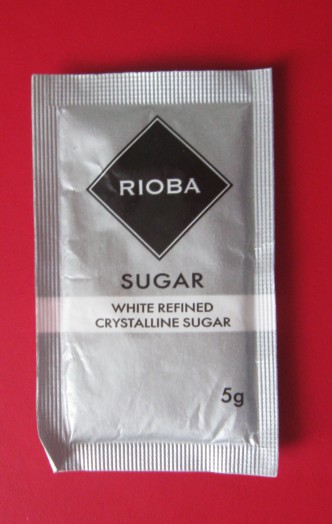 RIOBA
SUGAR
WHITE REFINED
CRYSTALLINE SUGAR
5g